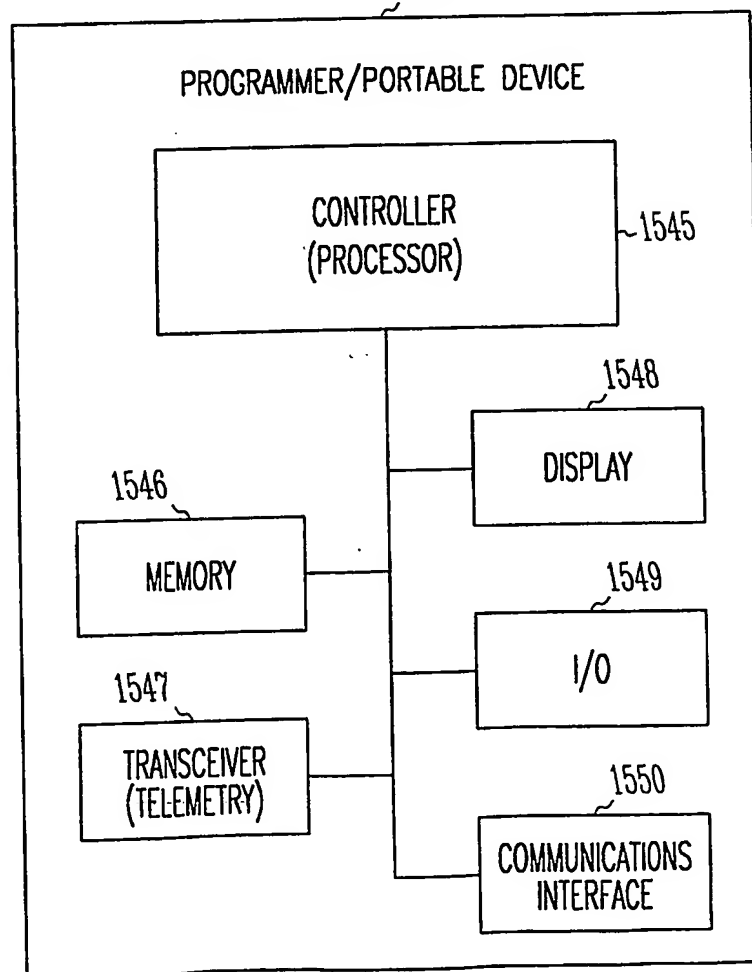 PROGRAMMER/PORTABLE DEVICE
CONTROLLER
(PROCESSOR)
1545
1548
DISPLAY
1546
MEMORY
1549
I/O
1547
TRANSCEIVER
(TELEMETRY)
1550
COMMUNICATIONS
INTERFACE